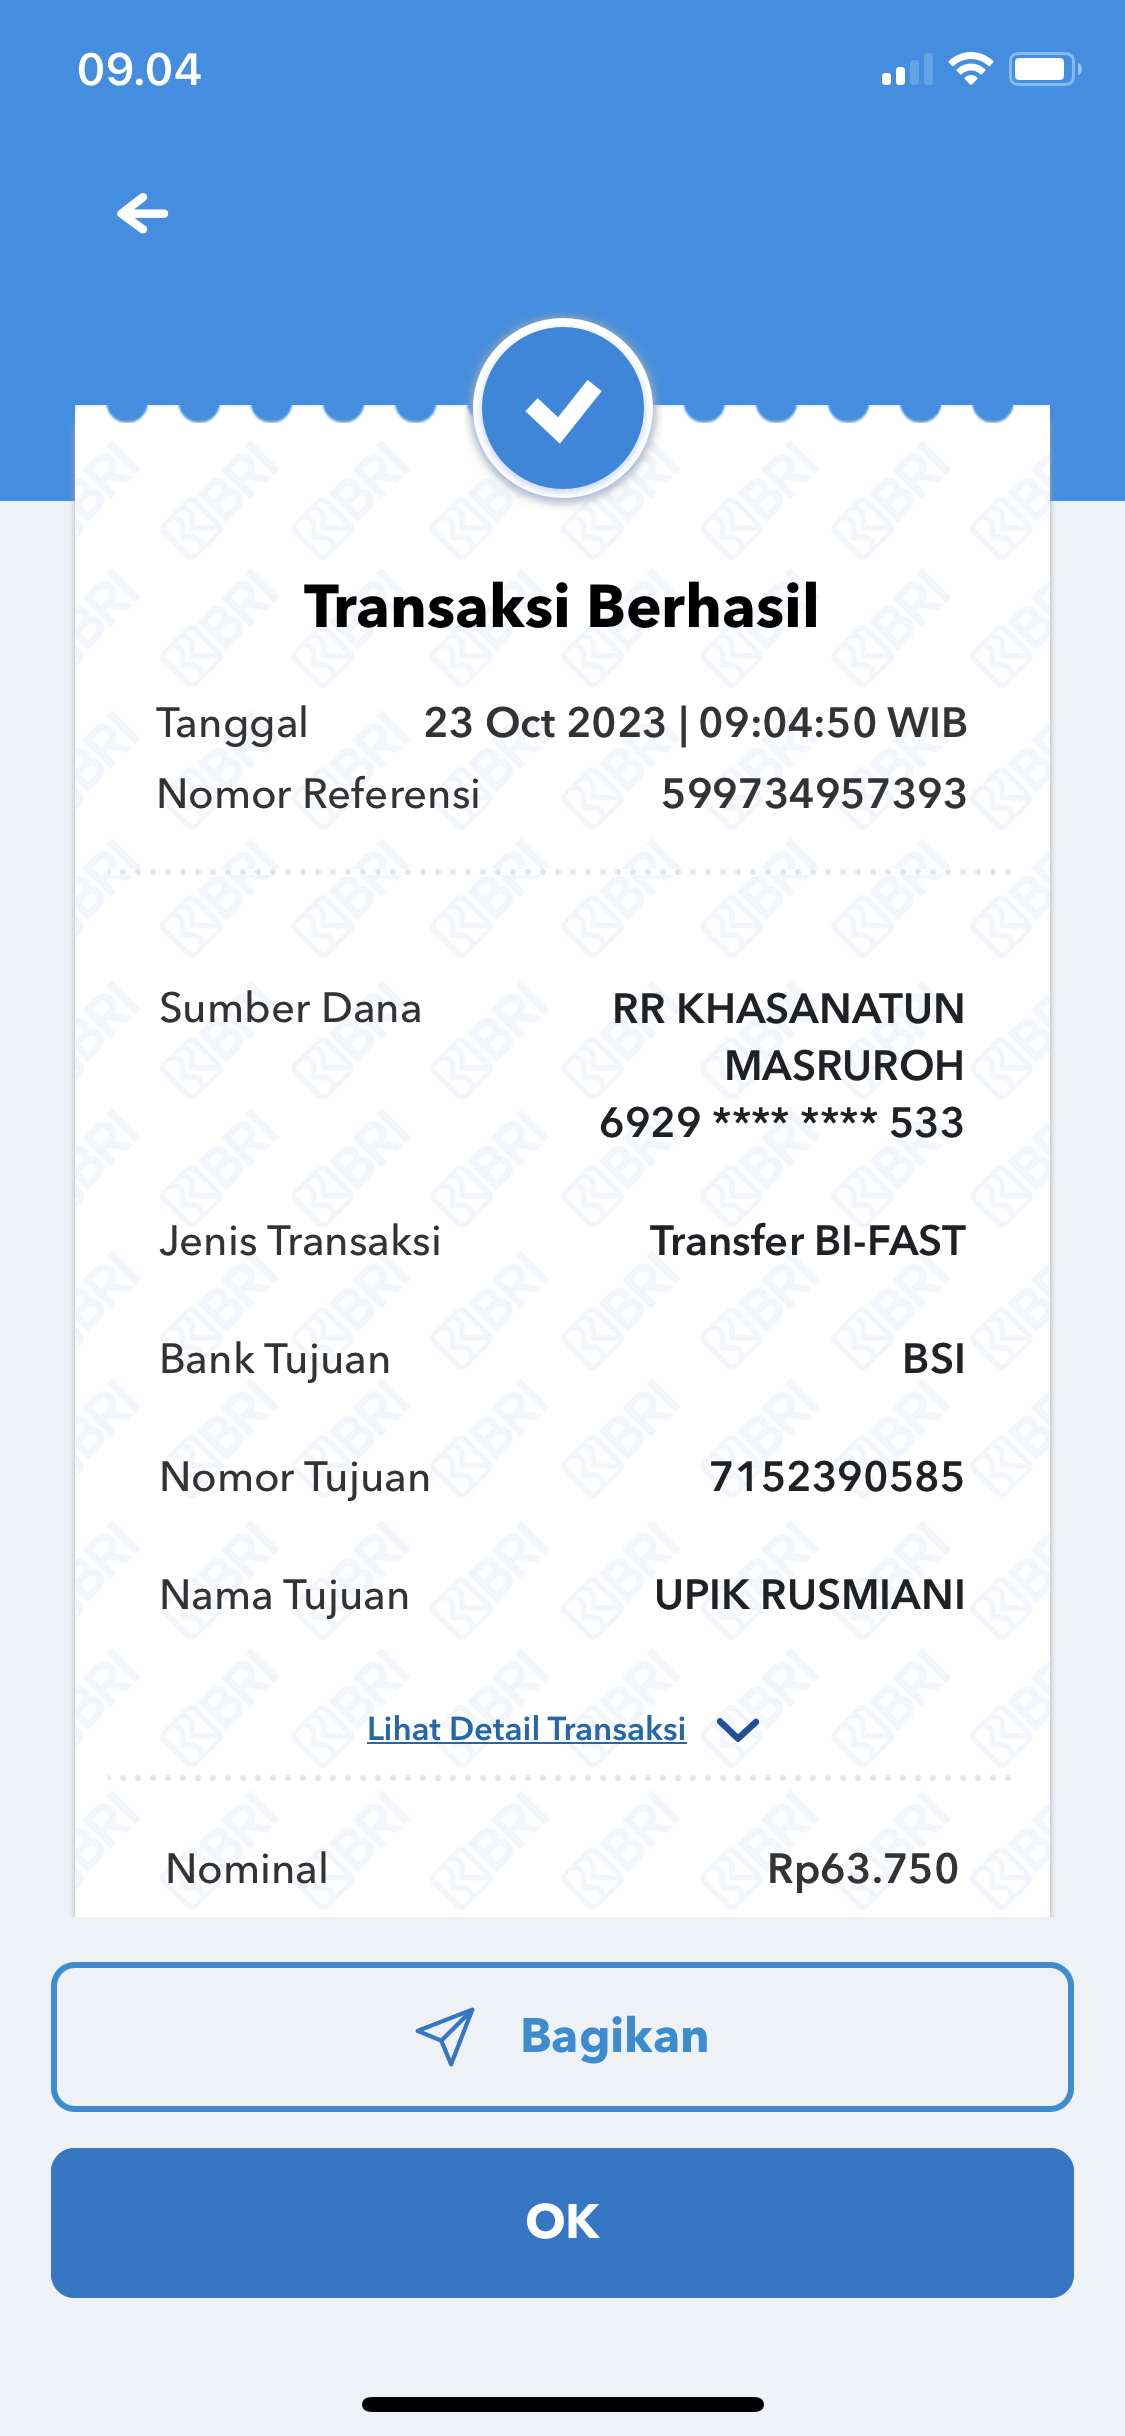 09.04
Transaksi Berhasil
Tanggal 23 Oct 2023 | 09:04:50 WIB
Nomor Referensi 599734957393
Sumber Dana RR KHASANATUN
MASRUROH
6929 **** **** 533
Jenis Transaksi Transfer BI-FAST
Bank Tujuan BSI
Nomor Tujuan 7152390585
Nama Tujuan UPIK RUSMIANI
Lihat Detail Transaksi
Nominal Rp63.750
Bagikan
OK